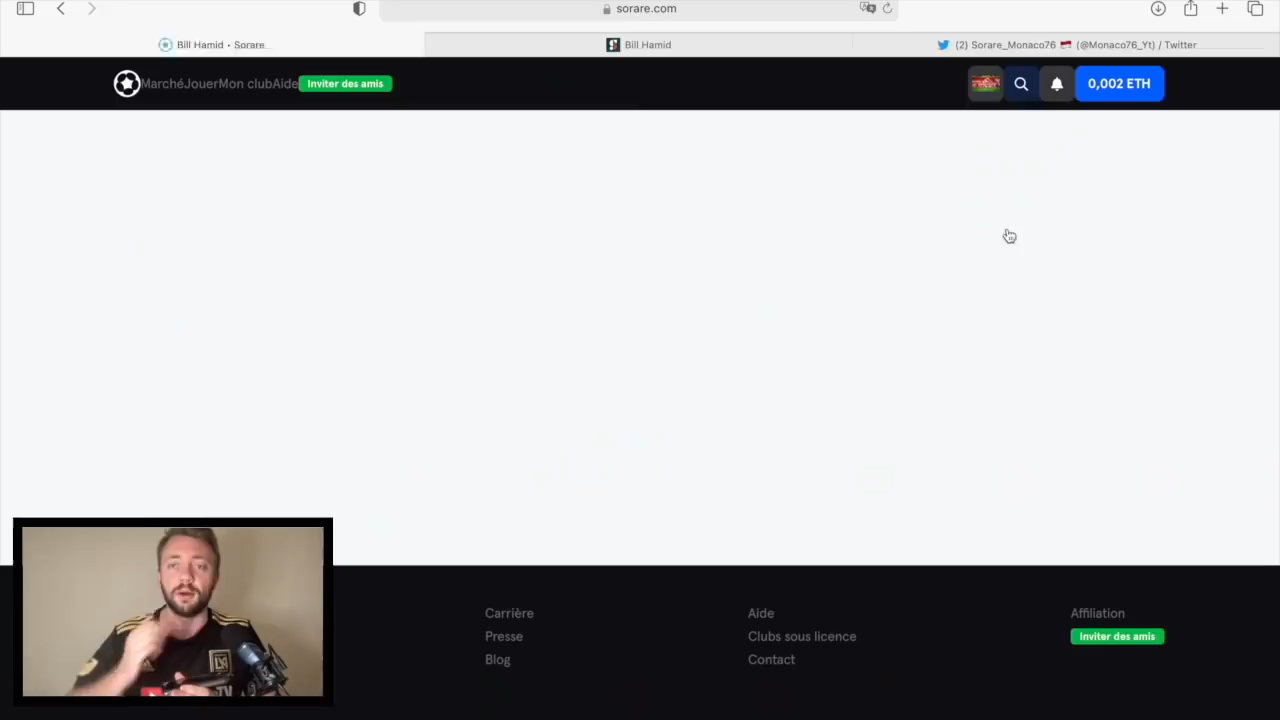 sorare.com
Bill Hamid • Sorare...
Bill Hamid
(2) Sorare_Monaco76 🇲🇨 (@Monaco76_Yt) / Twitter
MarchéJouerMon clubAide
Inviter des amis
0,002 ETH
Carrière
Aide
Affiliation
Presse
Clubs sous licence
Inviter des amis
Blog
Contact